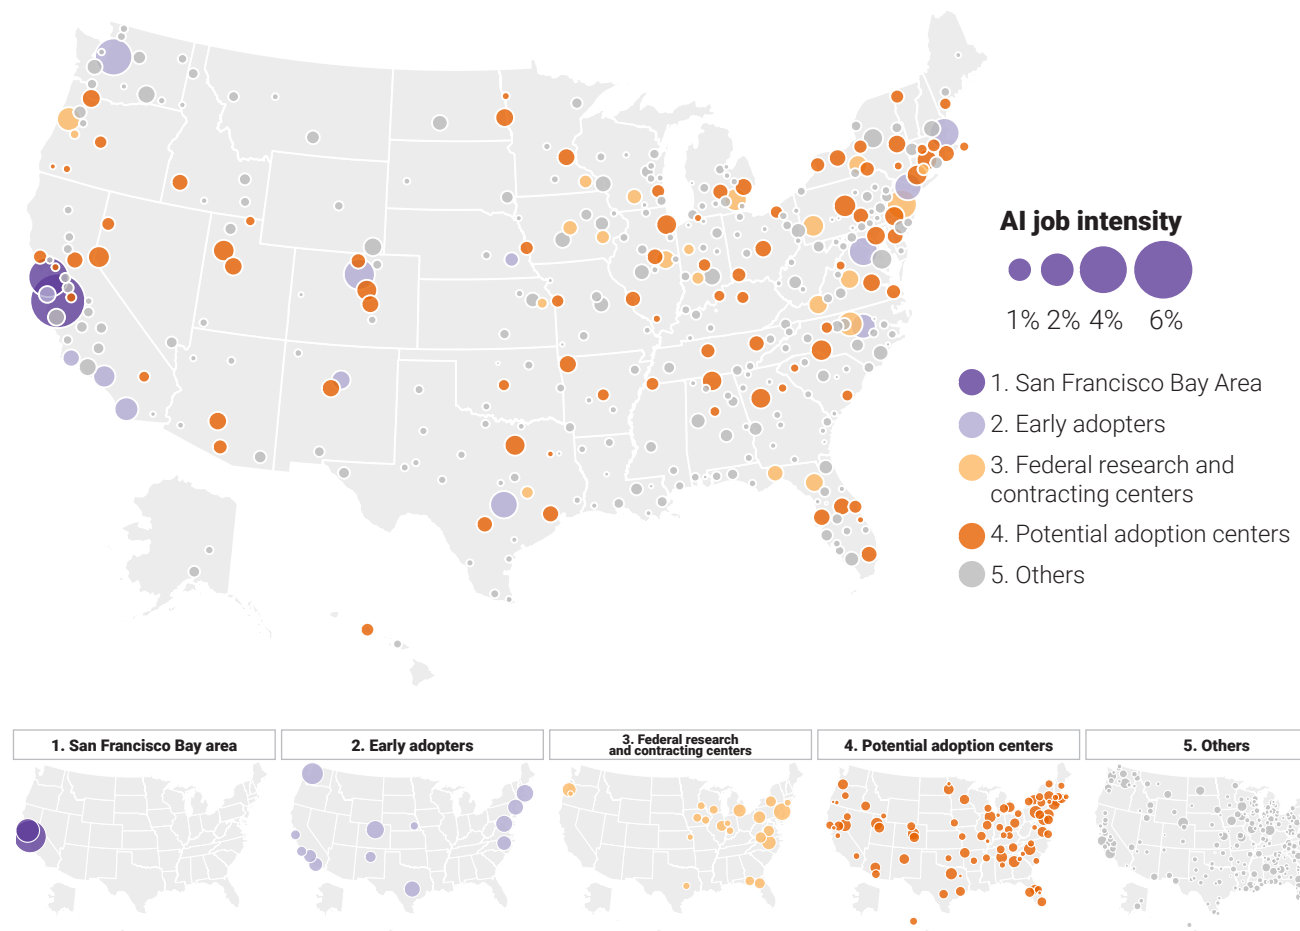 AI job intensity
1% 2% 4% 6%
1. San Francisco Bay Area
2. Early adopters
3. Federal research and
contracting centers
4. Potential adoption centers
5. Others
1. San Francisco Bay area
2. Early adopters
3. Federal research
and contracting centers
4. Potential adoption centers
5. Others